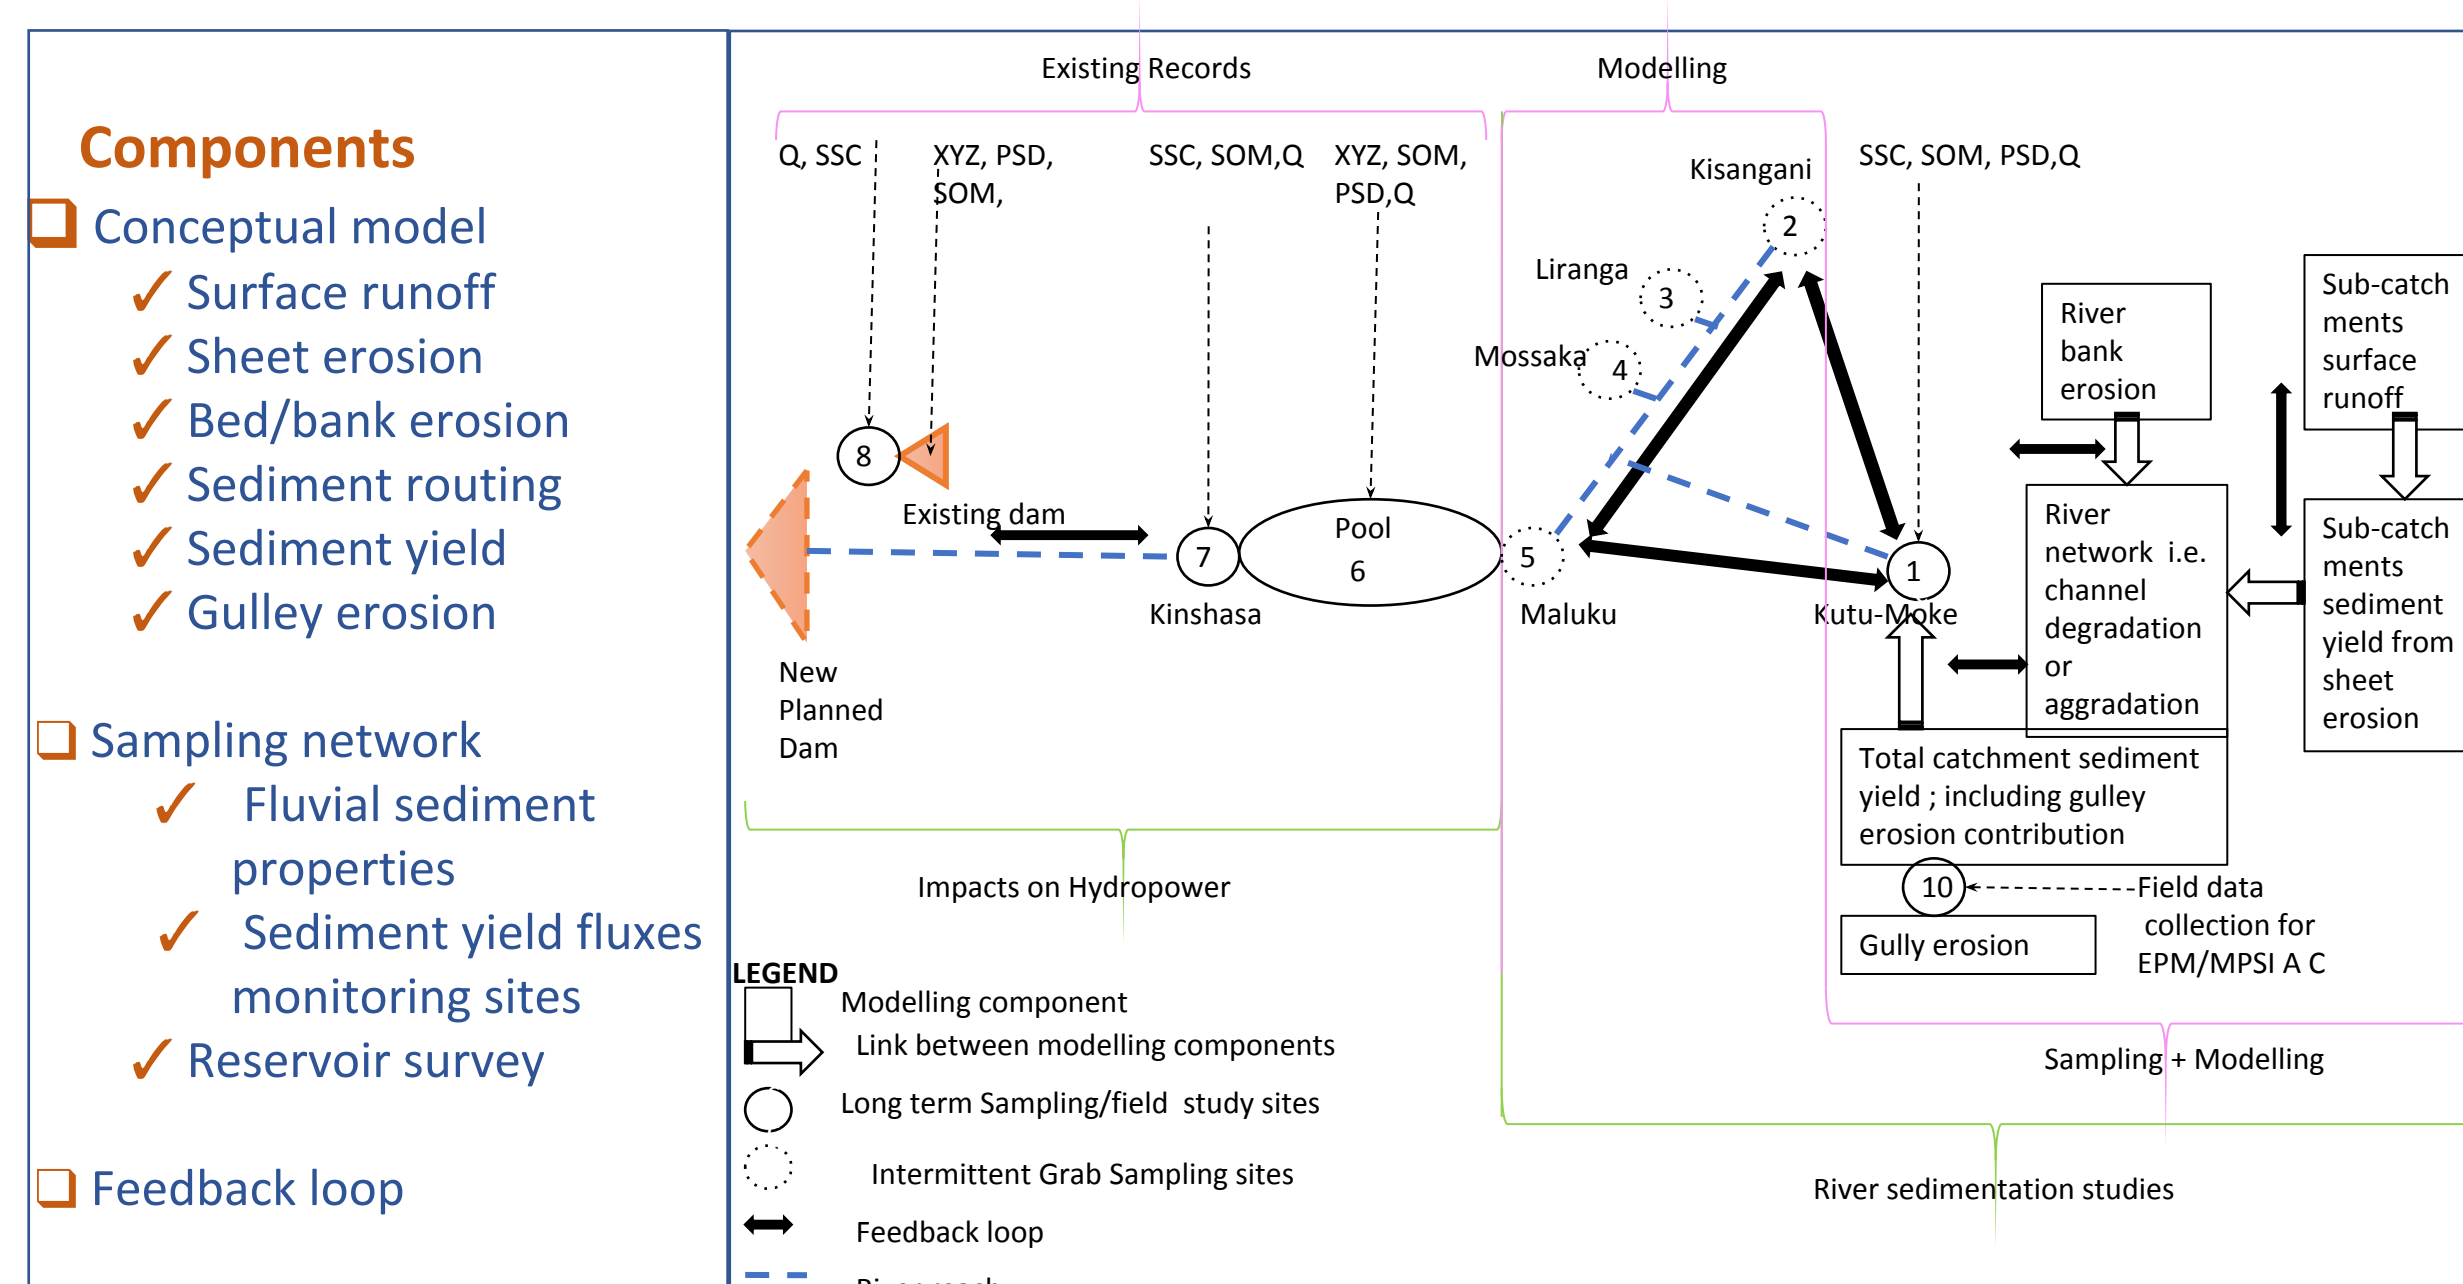 Components
Conceptual model
Surface runoff
Sheet erosion
Bed/bank erosion
Sediment routing
Sediment yield
Gulley erosion
Sampling network
Fluvial sediment
properties
Sediment yield fluxes
monitoring sites
Reservoir survey
Feedback loop
Existing Records
Modelling
Q, SSC
XYZ, PSD,
SOM,
SSC, SOM,Q
XYZ, SOM,
PSD,Q
Kisangani
SSC, SOM, PSD,Q
2
Liranga
3
Mossaka
4
8
Existing dam
7
Kinshasa
Pool
6
5
Maluku
1
Kutu-Moke
New
Planned
Dam
River
bank
erosion
Sub-catch
ments
surface
runoff
River
network i.e.
channel
degradation
or
aggradation
Sub-catch
ments
sediment
yield from
sheet
erosion
Total catchment sediment
yield ; including gulley
erosion contribution
10
Field data
collection for
EPM/MPSI A C
Gully erosion
Impacts on Hydropower
Sampling + Modelling
River sedimentation studies
LEGEND
Modelling component
Link between modelling components
Long term Sampling/field study sites
Intermittent Grab Sampling sites
Feedback loop
River reach